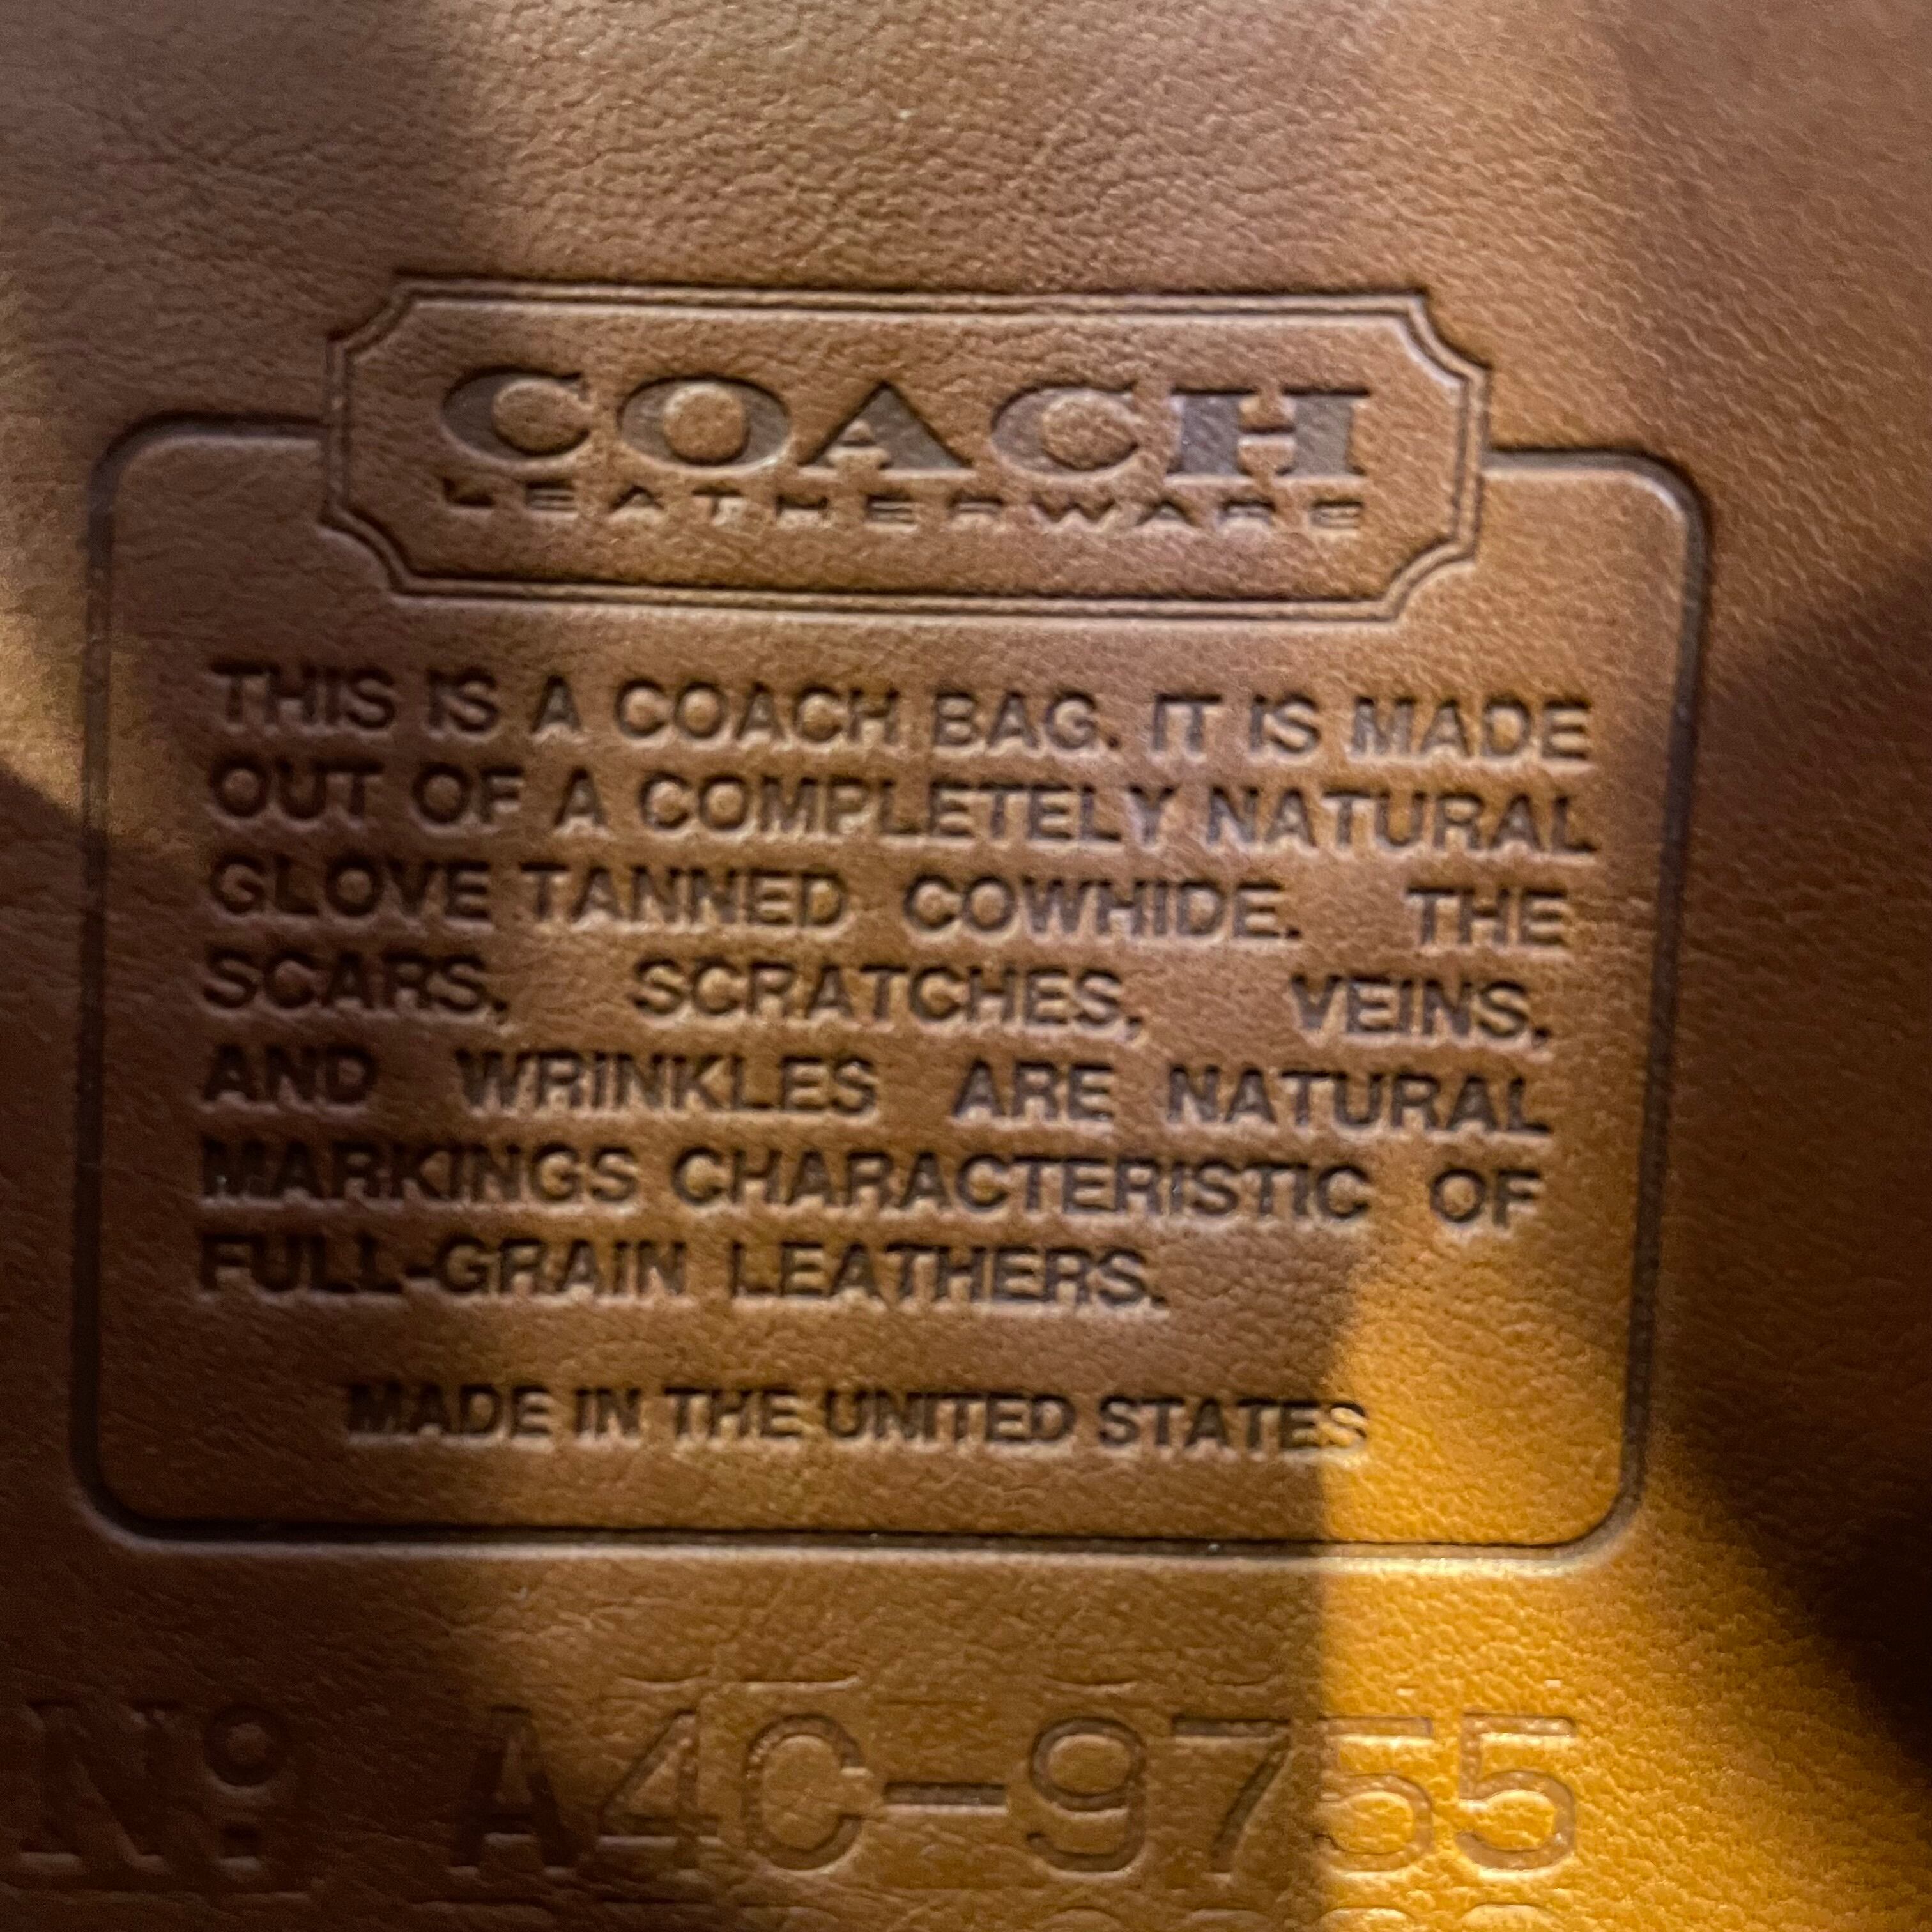 COACH
LEATHERWARE
THIS IS A COACH BAG. IT IS MADE
OUT OF A COMPLETELY NATURAL
GLOVE TANNED COWHIDE. THE
SCARS, SCRATCHES, VEINS,
AND WRINKLES ARE NATURAL
MARKINGS CHARACTERISTIC OF
FULL-GRAIN LEATHERS.
MADE IN THE UNITED STATES
Nº A4C-9755